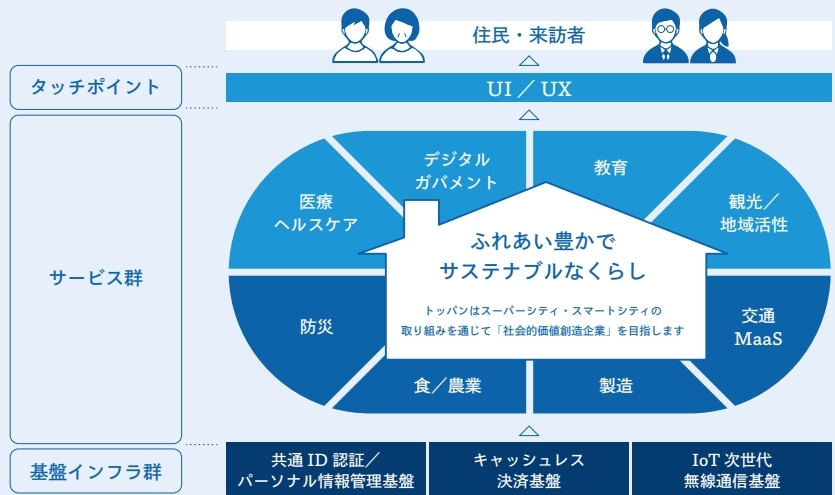 住民・来訪者
タッチポイント
UI／UX
サービス群
デジタル
ガバメント
教育
医療
ヘルスケア
観光／
地域活性
ふれあい豊かで
サステナブルなくらし
トッパンはスーパーシティ・スマートシティの
取り組みを通じて「社会的価値創造企業」を目指します
防災
交通
MaaS
食／農業
製造
基盤インフラ群
共通 ID 認証／
パーソナル情報管理基盤
キャッシュレス
決済基盤
IoT 次世代
無線通信基盤